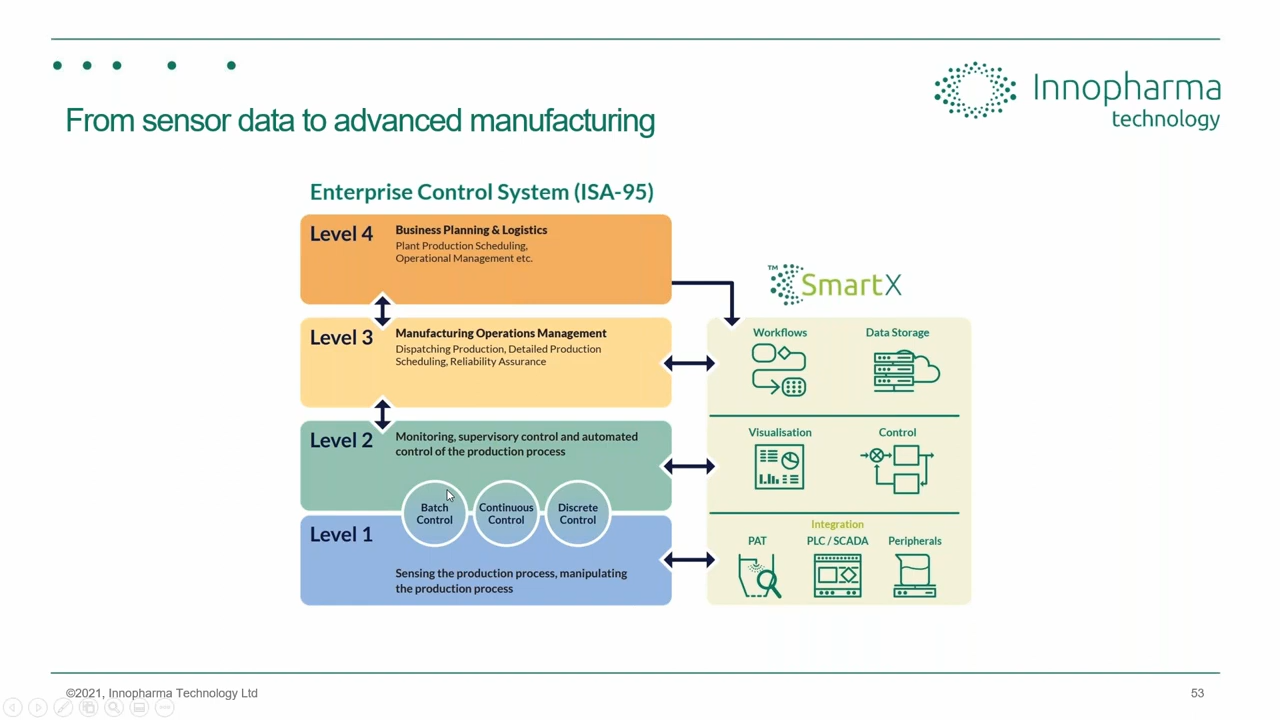 Innopharma
technology
From sensor data to advanced manufacturing
Enterprise Control System (ISA-95)
Level 4
Business Planning & Logistics
Plant Production Scheduling,
Operational Management etc.
Level 3
Manufacturing Operations Management
Dispatching Production, Detailed Production
Scheduling, Reliability Assurance
Level 2
Monitoring, supervisory control and automated
control of the production process
Batch
Control
Continuous
Control
Discrete
Control
Level 1
Sensing the production process, manipulating
the production process
™
SmartX
Workflows
Data Storage
Visualisation
Control
Integration
PAT
PLC / SCADA
Peripherals
©2021, Innopharma Technology Ltd
53